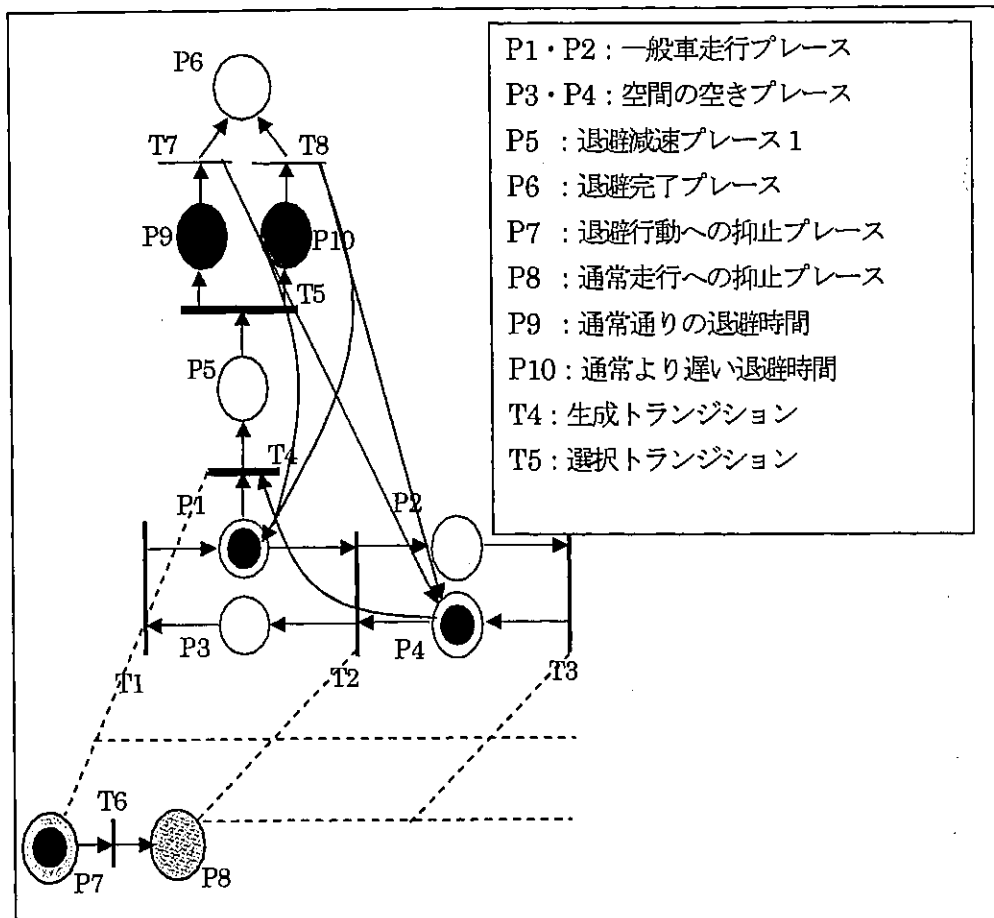 P1・P2：一般車走行プレース
P3・P4：空間の空きプレース
P5 ：退避減速プレース1
P6 ：退避完了プレース
P7 ：退避行動への抑止プレース
P8 ：通常走行への抑止プレース
P9 ：通常通りの退避時間
P10：通常より遅い退避時間
T4：生成トランジション
T5：選択トランジション
P6
T7
T8
P9
P10
T5
P5
T4
P1
P2
P3
P4
T1
T2
T3
T6
P7
P8